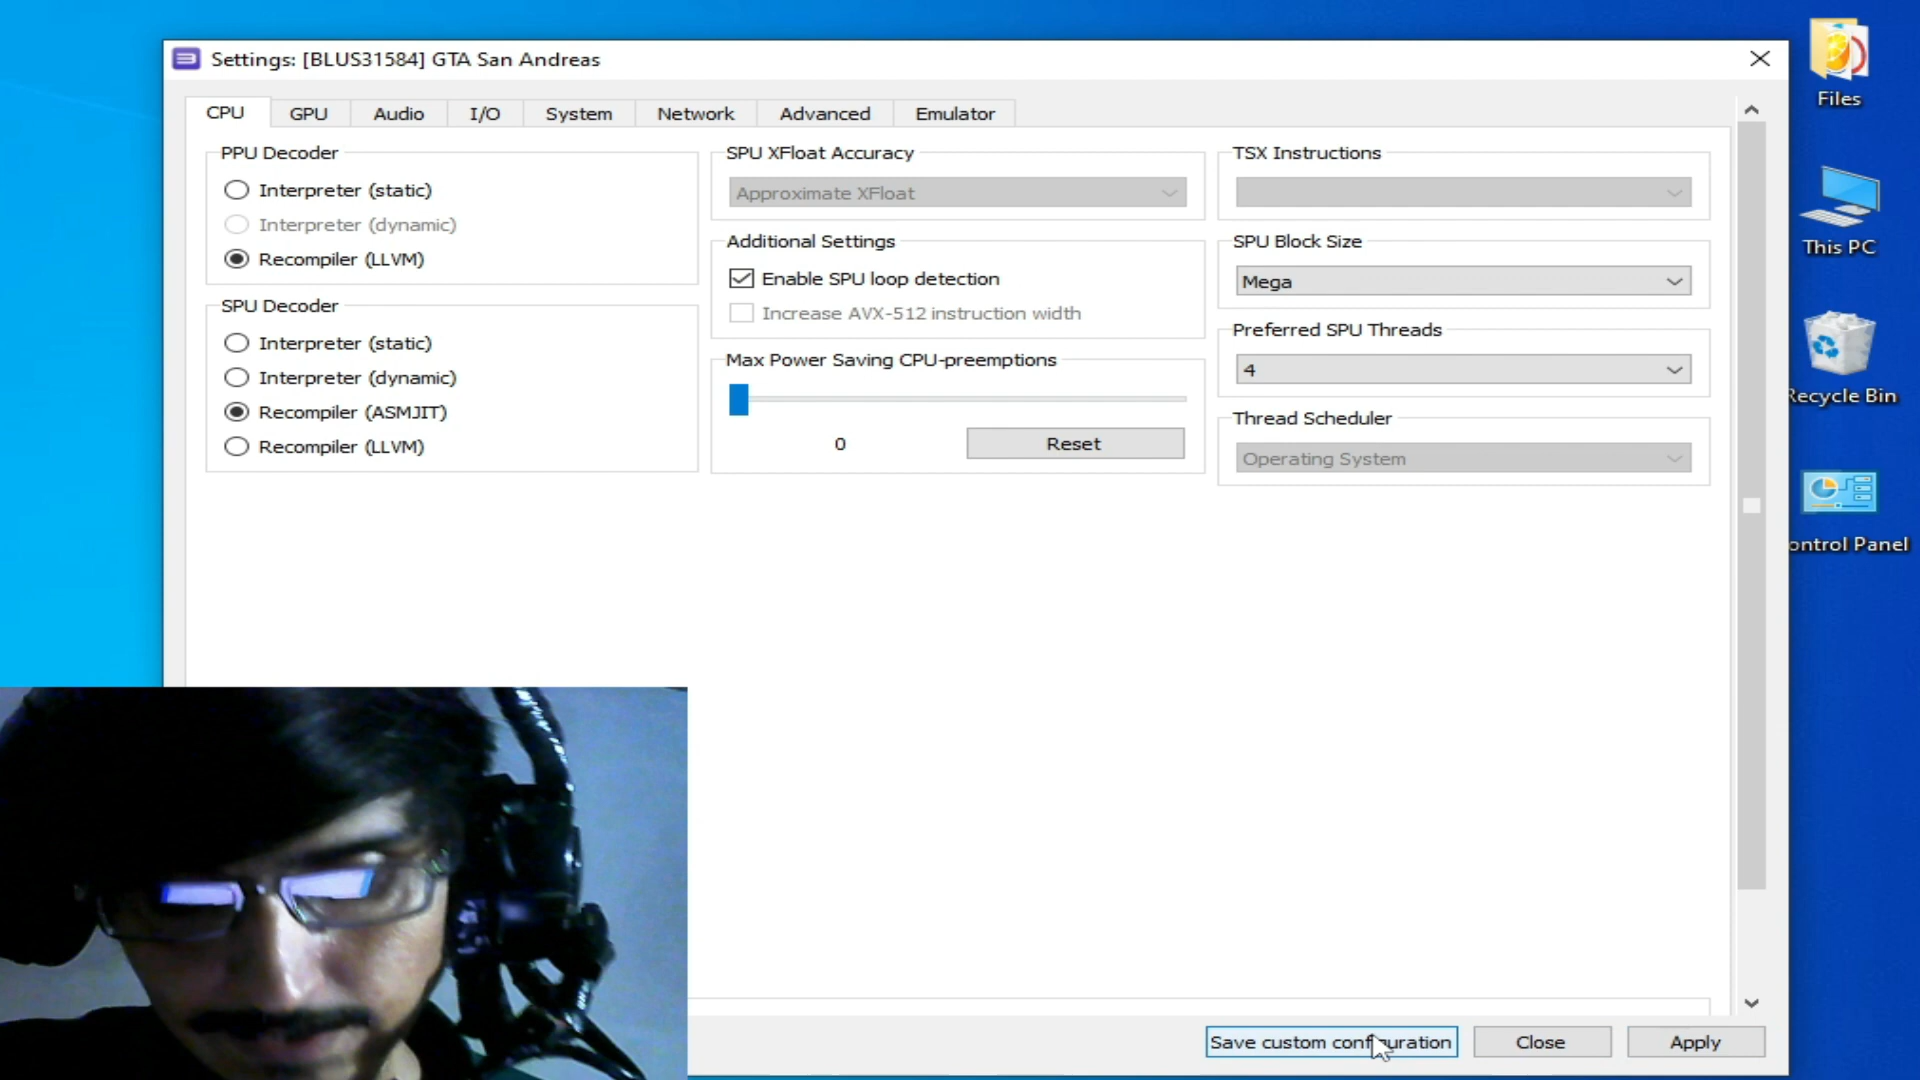 Settings: [BLUS31584] GTA San Andreas
CPU
GPU
Audio
I/O
System
Network
Advanced
Emulator
PPU Decoder
Interpreter (static)
Interpreter (dynamic)
Recompiler (LLVM)
SPU Decoder
Interpreter (static)
Interpreter (dynamic)
Recompiler (ASMJIT)
Recompiler (LLVM)
SPU XFloat Accuracy
Approximate XFloat
Additional Settings
Enable SPU loop detection
Increase AVX-512 instruction width
Max Power Saving CPU-preemptions
0
Reset
TSX Instructions
SPU Block Size
Mega
Preferred SPU Threads
4
Thread Scheduler
Operating System
Save custom configuration
Close
Apply
Files
This PC
Recycle Bin
ontrol Panel